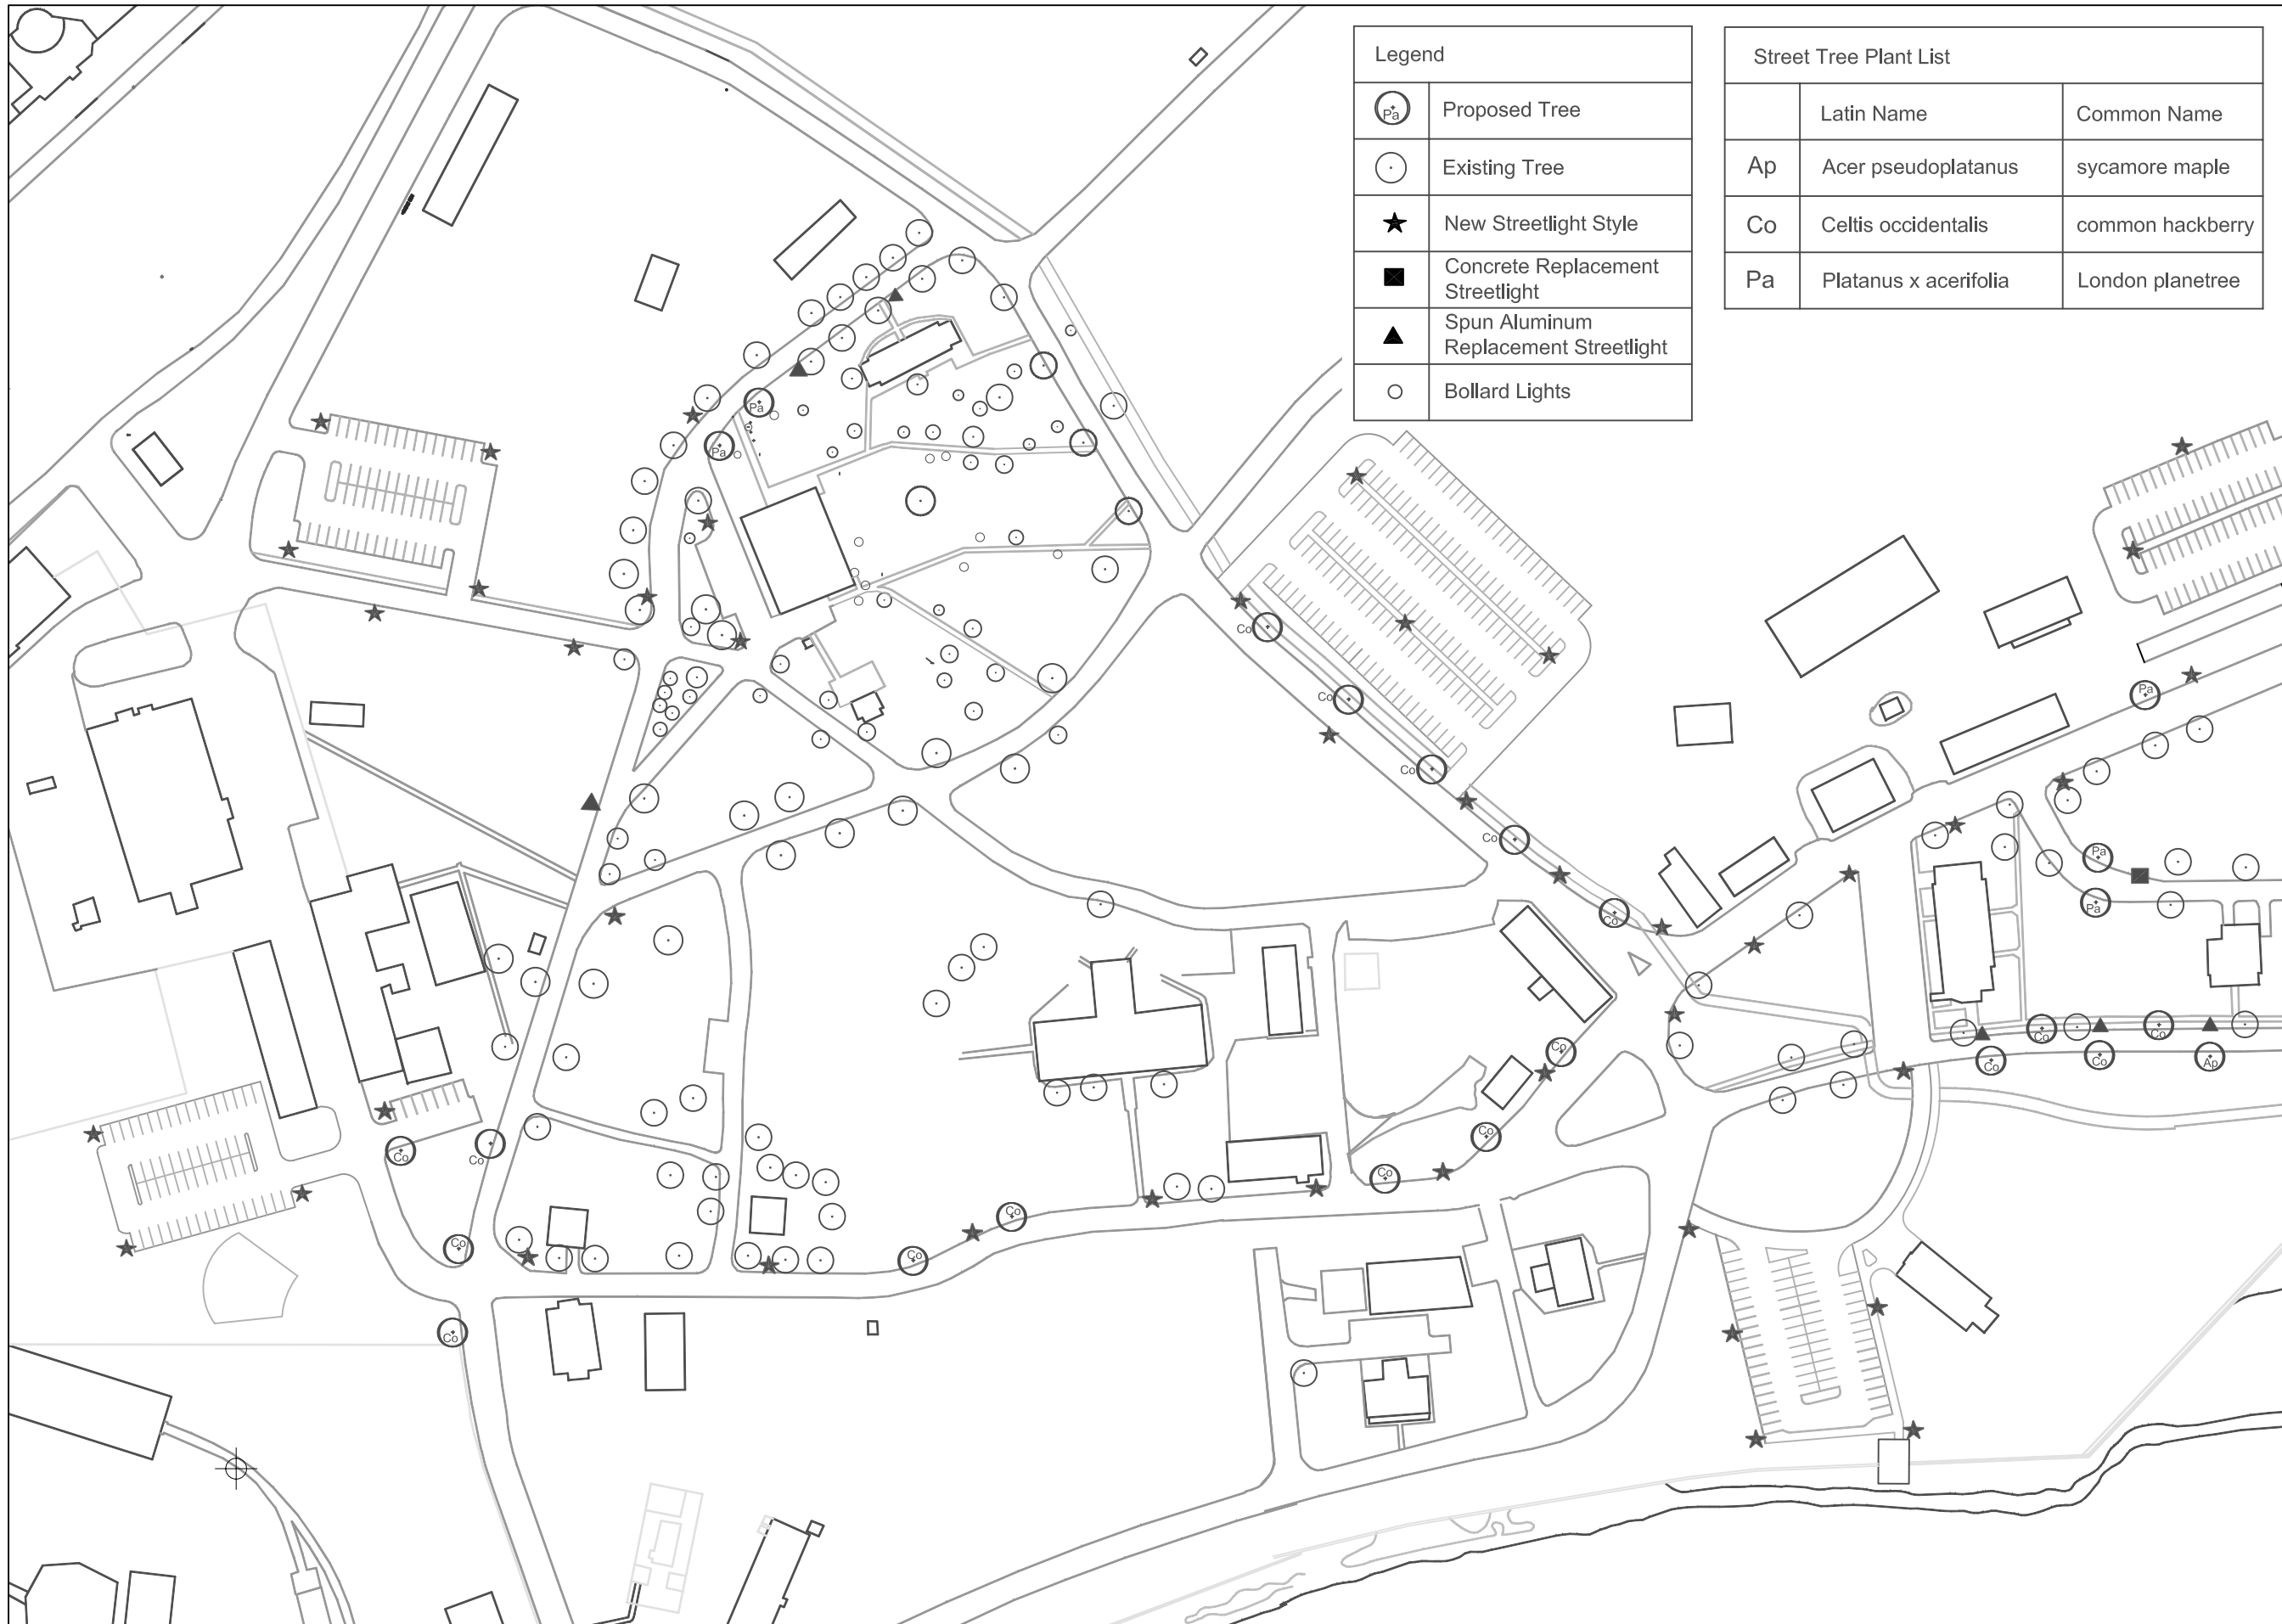 Legend
Pa
Proposed Tree
Existing Tree
New Streetlight Style
Concrete Replacement
Streetlight
Spun Aluminum
Replacement Streetlight
Bollard Lights
Street Tree Plant List
Latin Name
Common Name
Ap
Acer pseudoplatanus
sycamore maple
Co
Celtis occidentalis
common hackberry
Pa
Platanus x acerifolia
London planetree
Pa
Pa
Co
Co
Pa
Co
Co
Pa
Pa
Co
Co
Co
Co
Co
Co
Co
Ap
Co
Co
Co
Co
Co
Co
Co
Co